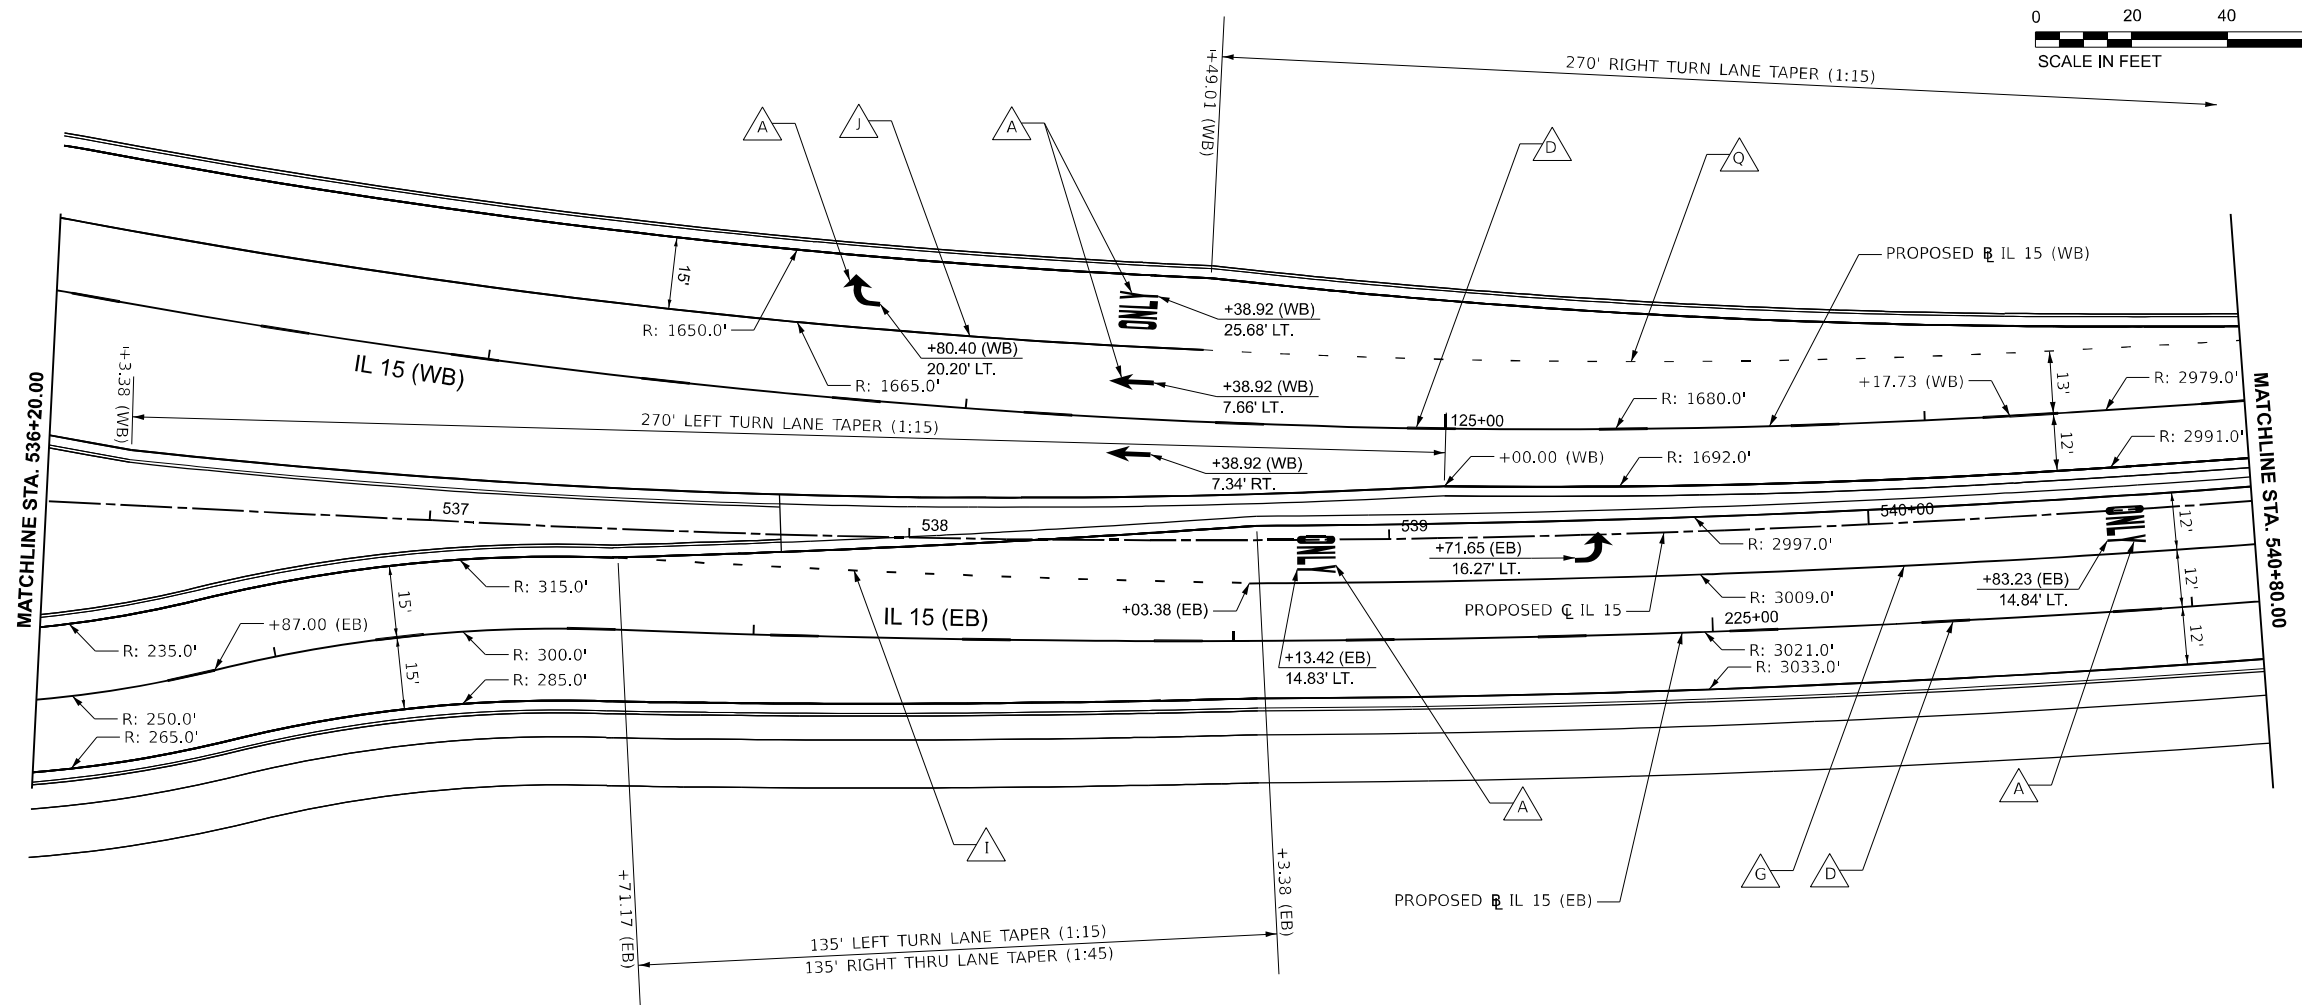 0 20 40
SCALE IN FEET
+49.01 (WB)
270' RIGHT TURN LANE TAPER (1:15)
A
J
A
D
Q
PROPOSED BL IL 15 (WB)
15'
ONLY
R: 1650.0'
+38.92 (WB)
25.68' LT.
+80.40 (WB)
20.20' LT.
IL 15 (WB)
R: 1665.0'
+38.92 (WB)
7.66' LT.
+3.38 (WB)
+17.73 (WB)
13'
R: 2979.0'
R: 1680.0'
270' LEFT TURN LANE TAPER (1:15)
125+00
12'
R: 2991.0'
+00.00 (WB)
R: 1692.0'
+38.92 (WB)
7.34' RT.
MATCHLINE STA. 536+20.00
MATCHLINE STA. 540+80.00
537
538
539
540+00
ONLY
ONLY
12'
R: 2997.0'
+71.65 (EB)
16.27' LT.
R: 315.0'
15'
+83.23 (EB)
14.84' LT.
12'
R: 3009.0'
+03.38 (EB)
PROPOSED CL IL 15
IL 15 (EB)
225+00
+87.00 (EB)
12'
R: 235.0'
R: 300.0'
15'
R: 3021.0'
R: 3033.0'
+13.42 (EB)
14.83' LT.
R: 285.0'
R: 250.0'
R: 265.0'
A
A
I
G
D
+71.17 (EB)
+3.38 (EB)
PROPOSED BL IL 15 (EB)
135' LEFT TURN LANE TAPER (1:15)
135' RIGHT THRU LANE TAPER (1:45)